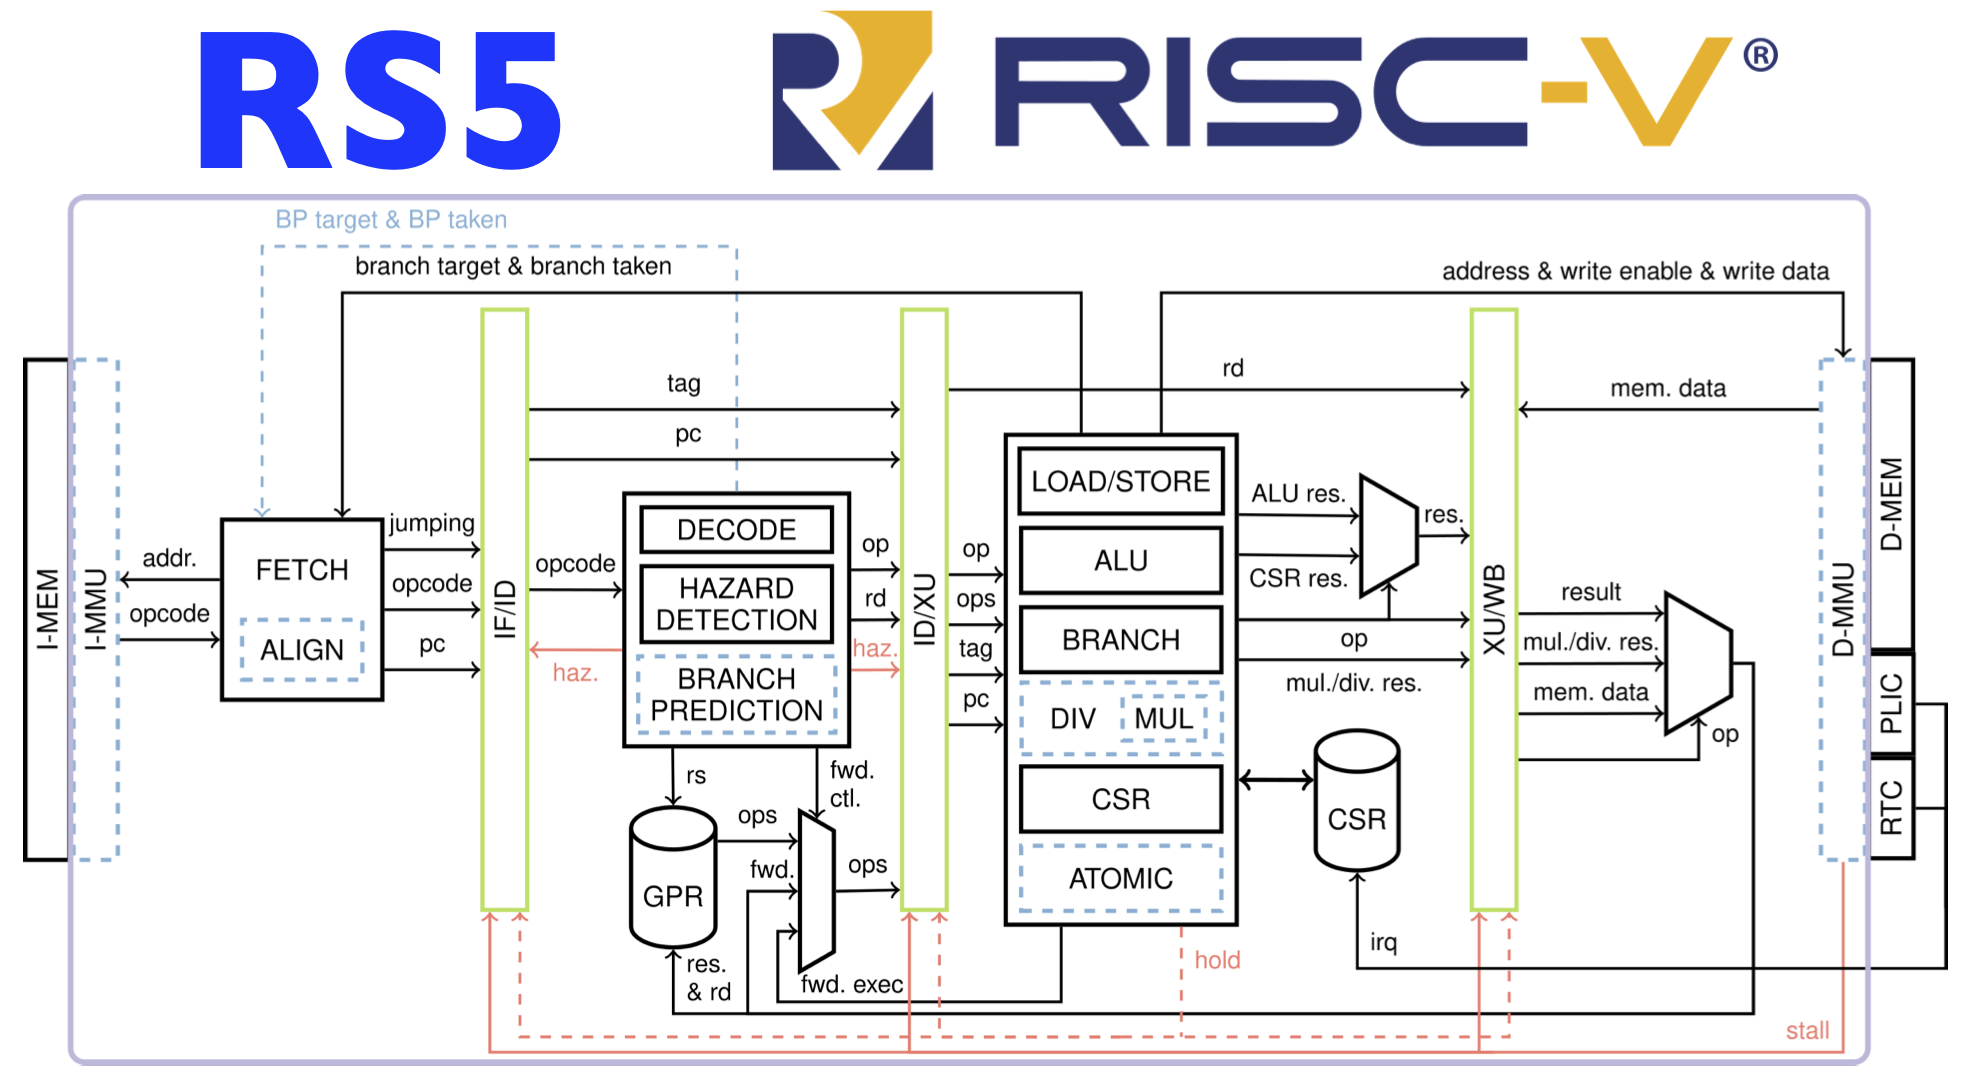 RS5
RISC-V®
BP target & BP taken
branch target & branch taken
address & write enable & write data
tag
pc
rd
mem. data
I-MEM
I-MMU
addr.
opcode
FETCH
ALIGN
jumping
opcode
pc
IF/ID
opcode
haz.
DECODE
HAZARD
DETECTION
BRANCH
PREDICTION
op
rd
haz.
ID/XU
op
ops
tag
pc
LOAD/STORE
ALU
BRANCH
DIV
MUL
CSR
ATOMIC
ALU res.
CSR res.
res.
op
mul./div. res.
CSR
irq
XU/WB
result
mul./div. res.
mem. data
op
D-MMU
D-MEM
PLIC
RTC
rs
fwd.
ctl.
GPR
ops
fwd.
ops
res.
& rd
fwd. exec
hold
stall